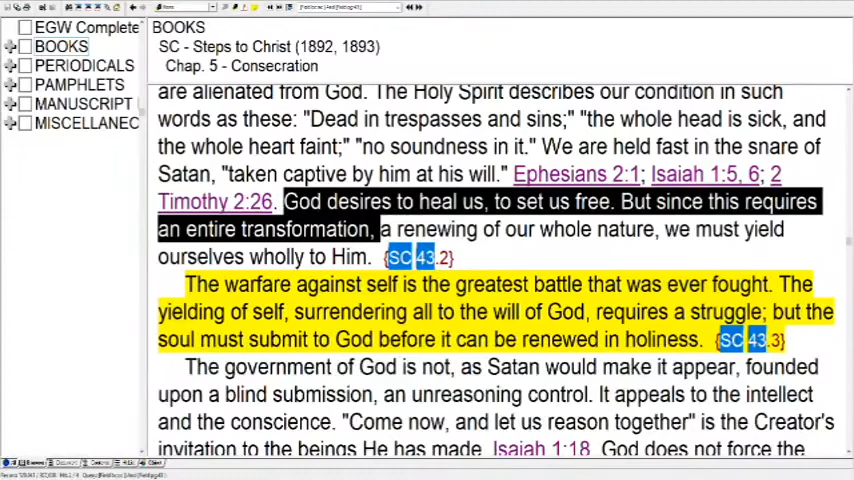 EGW Complete
BOOKS
PERIODICALS
PAMPHLETS
MANUSCRIPT
MISCELLANEC
BOOKS
SC - Steps to Christ (1892, 1893)
Chap. 5 - Consecration
are alienated from God. The Holy Spirit describes our condition in such
words as these: "Dead in trespasses and sins;" "the whole head is sick, and
the whole heart faint;" "no soundness in it." We are held fast in the snare of
Satan, "taken captive by him at his will." Ephesians 2:1; Isaiah 1:5, 6; 2
Timothy 2:26. God desires to heal us, to set us free. But since this requires
an entire transformation, a renewing of our whole nature, we must yield
ourselves wholly to Him. {SC 43.2}
The warfare against self is the greatest battle that was ever fought. The
yielding of self, surrendering all to the will of God, requires a struggle; but the
soul must submit to God before it can be renewed in holiness. {SC 43.3}
The government of God is not, as Satan would make it appear, founded
upon a blind submission, an unreasoning control. It appeals to the intellect
and the conscience. "Come now, and let us reason together" is the Creator's
invitation to the beings He has made. Isaiah 1:18. God does not force the